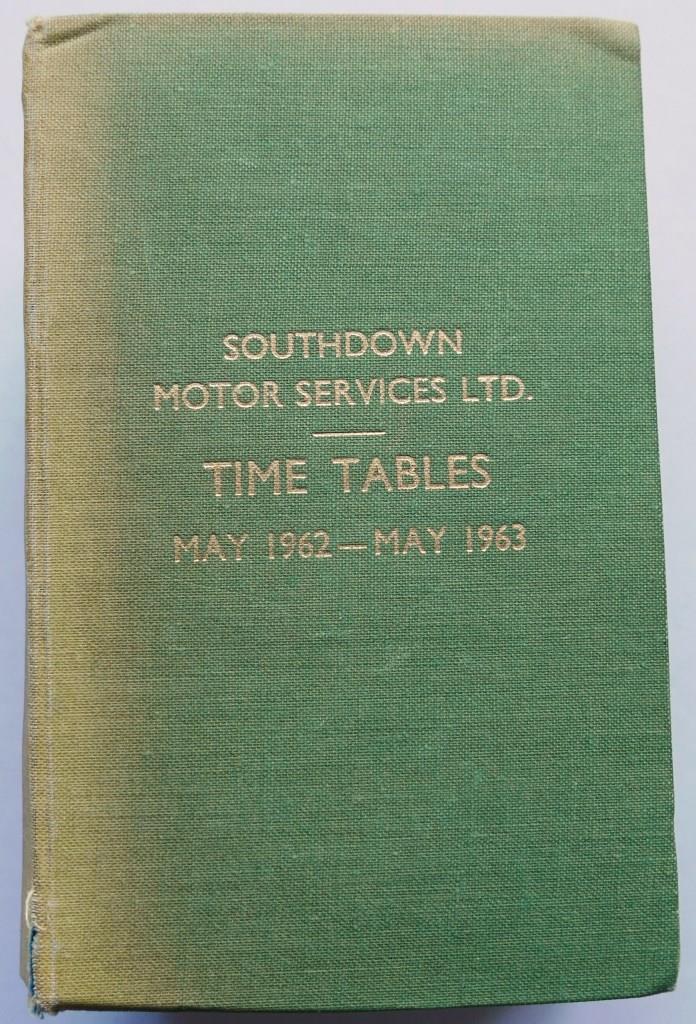 SOUTHDOWN
MOTOR SERVICES LTD.
TIME TABLES
MAY 1962 — MAY 1963